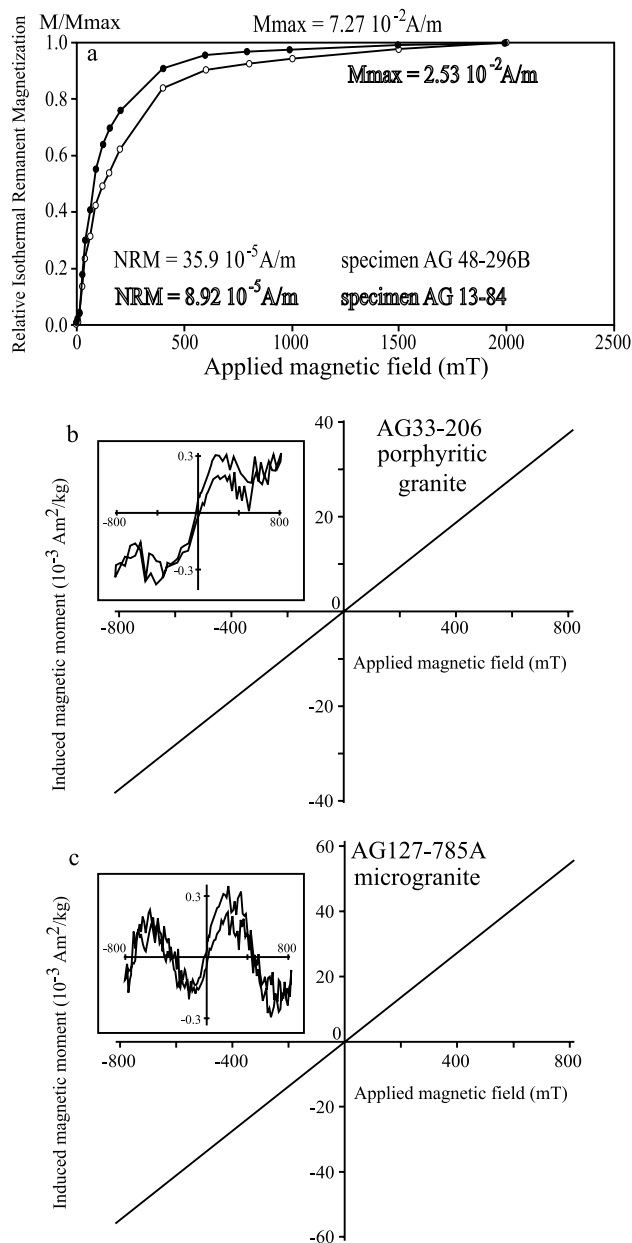 M/Mmax
Mmax = 7.27 10-2A/m
1.0
a
Mmax = 2.53 10-2A/m
0.8
0.6
0.4
Relative Isothermal Remanent Magnetization
NRM = 35.9 10-5A/m specimen AG 48-296B
0.2
NRM = 8.92 10-5A/m specimen AG 13-84
0.0
0 500 1000 1500 2000 2500
Applied magnetic field (mT)
b
40
AG33-206
porphyritic
granite
0.3
-800 800
-0.3
20
0
-800 -400 400 800
Applied magnetic field (mT)
Induced magnetic moment (10-3 Am2/kg)
-20
-40
c
60
AG127-785A
microgranite
0.3
-800 800
-0.3
40
20
0
-800 -400 400 800
Applied magnetic field (mT)
Induced magnetic moment (10-3 Am2/kg)
-20
-40
-60